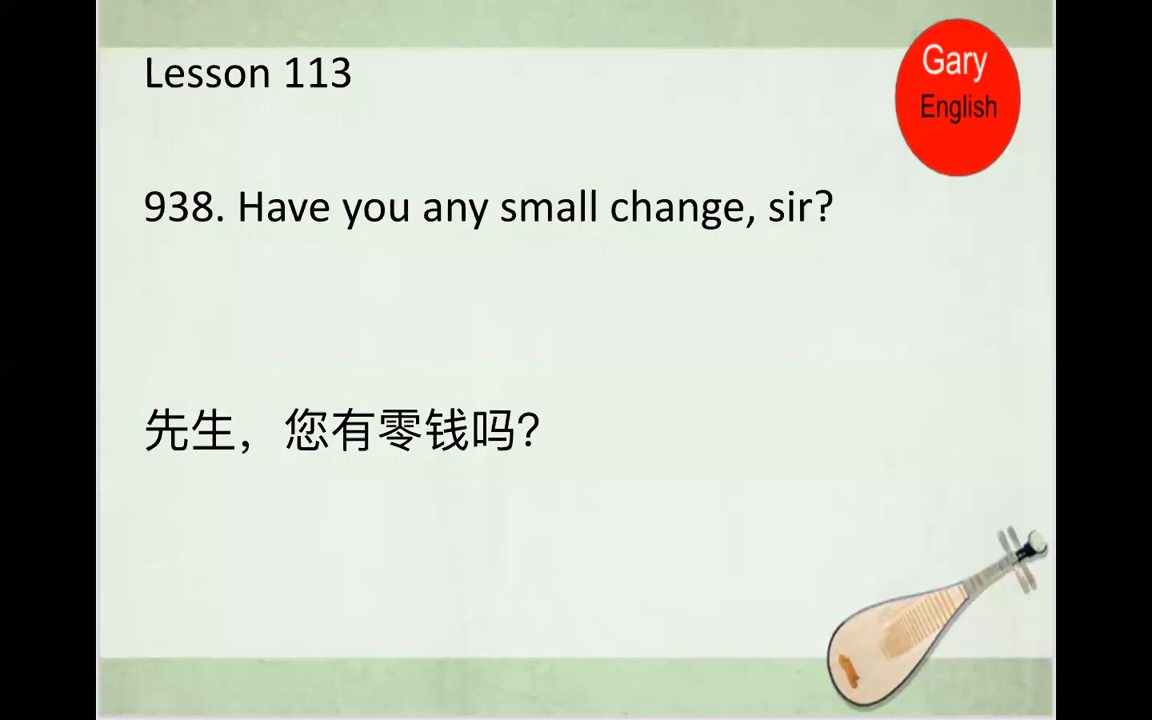 Lesson 113
Gary
English
938. Have you any small change, sir?
先生，您有零钱吗?